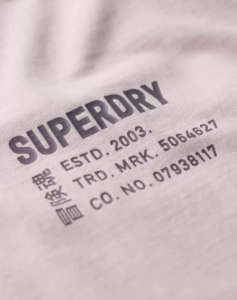 SUPERDRY
ESTD. 2003.
TRD. MRK. 5064627
CO. NO. 07938117